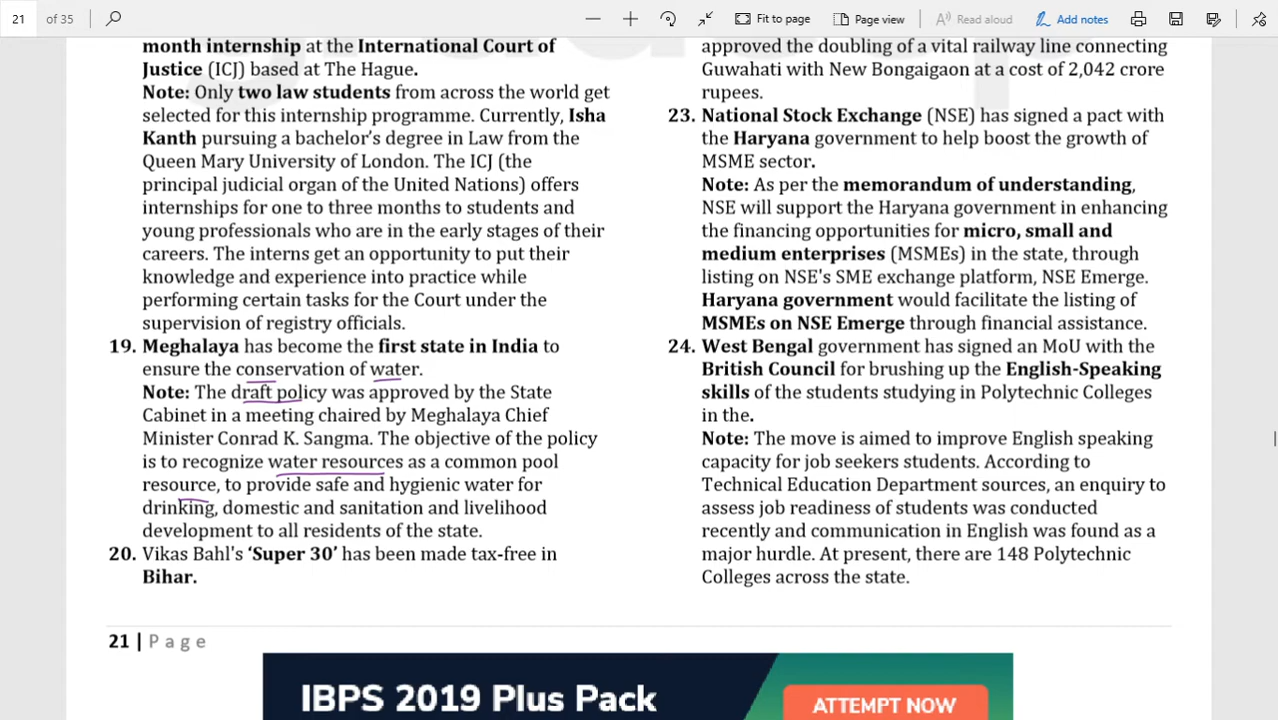 21 of 35
Fit to page
Page view
Read aloud
Add notes
month internship at the International Court of
Justice (ICJ) based at The Hague.
Note: Only two law students from across the world get
selected for this internship programme. Currently, Isha
Kanth pursuing a bachelor's degree in Law from the
Queen Mary University of London. The ICJ (the
principal judicial organ of the United Nations) offers
internships for one to three months to students and
young professionals who are in the early stages of their
careers. The interns get an opportunity to put their
knowledge and experience into practice while
performing certain tasks for the Court under the
supervision of registry officials.
19. Meghalaya has become the first state in India to
ensure the conservation of water.
Note: The draft policy was approved by the State
Cabinet in a meeting chaired by Meghalaya Chief
Minister Conrad K. Sangma. The objective of the policy
is to recognize water resources as a common pool
resource, to provide safe and hygienic water for
drinking, domestic and sanitation and livelihood
development to all residents of the state.
20. Vikas Bahl's ‘Super 30’ has been made tax-free in
Bihar.
approved the doubling of a vital railway line connecting
Guwahati with New Bongaigaon at a cost of 2,042 crore
rupees.
23. National Stock Exchange (NSE) has signed a pact with
the Haryana government to help boost the growth of
MSME sector.
Note: As per the memorandum of understanding,
NSE will support the Haryana government in enhancing
the financing opportunities for micro, small and
medium enterprises (MSMEs) in the state, through
listing on NSE's SME exchange platform, NSE Emerge.
Haryana government would facilitate the listing of
MSMEs on NSE Emerge through financial assistance.
24. West Bengal government has signed an MoU with the
British Council for brushing up the English-Speaking
skills of the students studying in Polytechnic Colleges
in the.
Note: The move is aimed to improve English speaking
capacity for job seekers students. According to
Technical Education Department sources, an enquiry to
assess job readiness of students was conducted
recently and communication in English was found as a
major hurdle. At present, there are 148 Polytechnic
Colleges across the state.
21 | Page
IBPS 2019 Plus Pack
ATTEMPT NOW